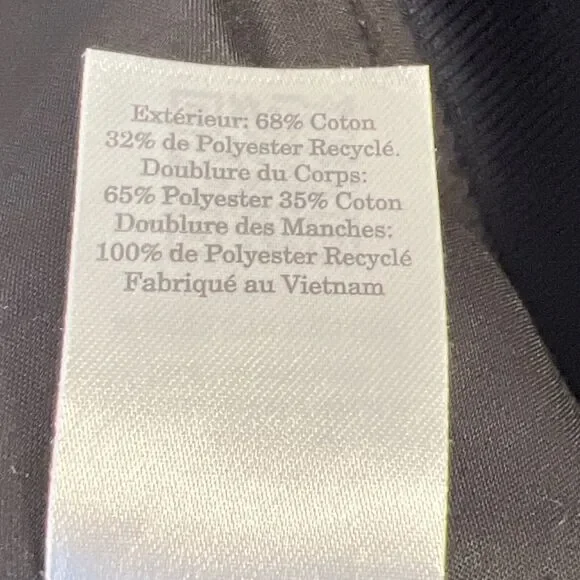 Extérieur: 68% Coton
32% de Polyester Recyclé.
Doublure du Corps:
65% Polyester 35% Coton
Doublure des Manches:
100% de Polyester Recyclé
Fabriqué au Vietnam